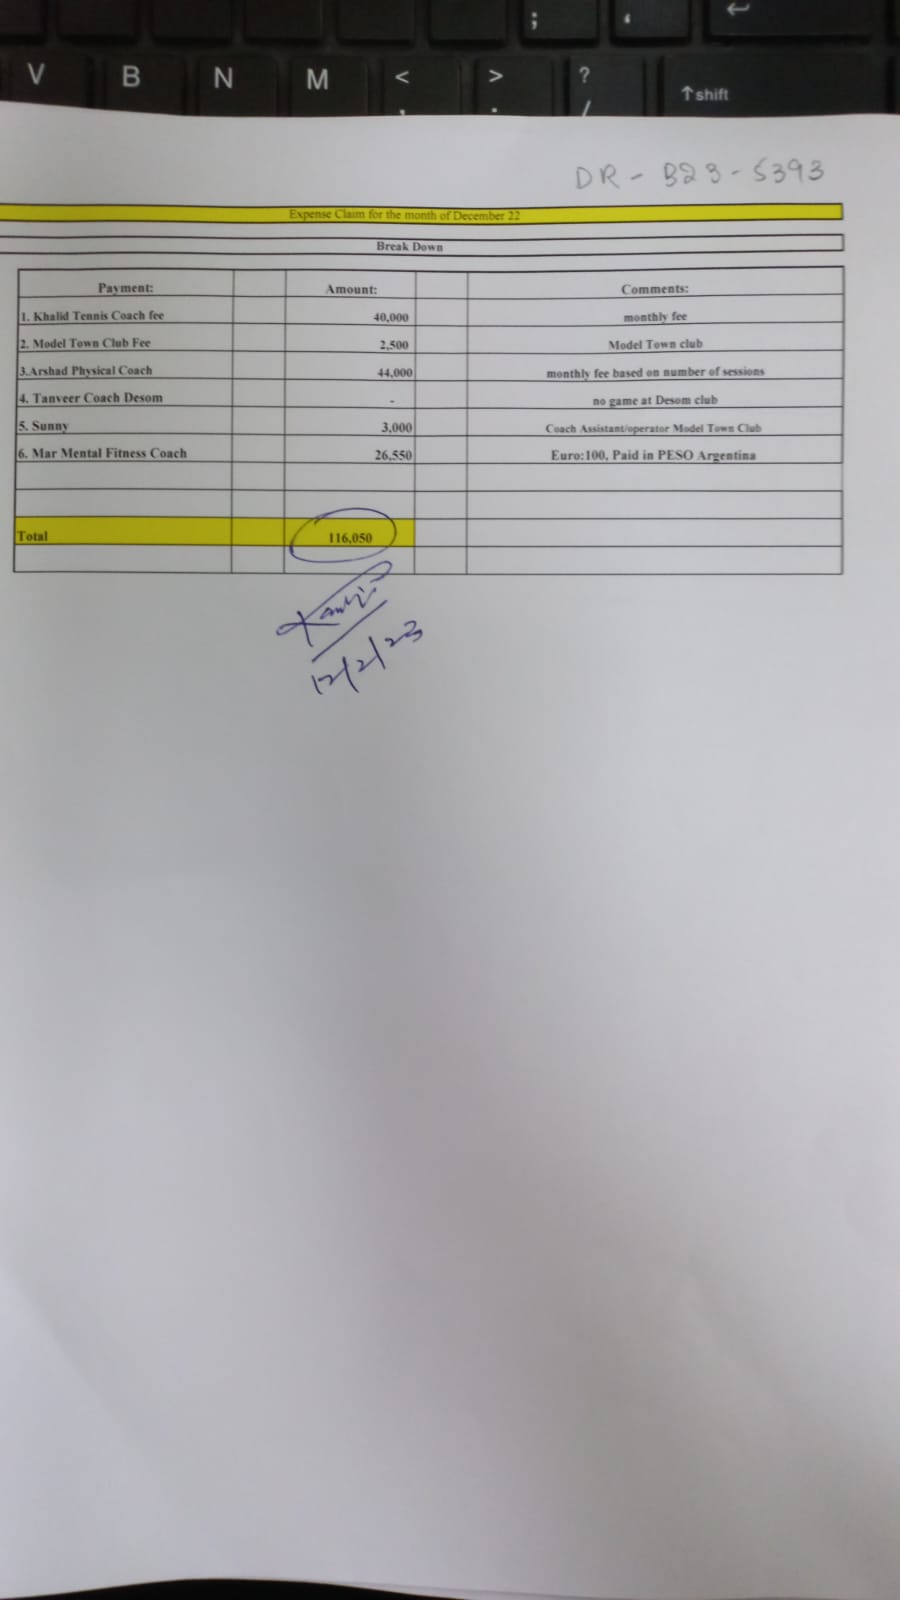 ;
V B N M < > ? ↑shift
, . /
DR - B23 - 5393
Expense Claim for the month of December 22
Break Down
Payment: Amount: Comments:
1. Khalid Tennis Coach fee 40,000 monthly fee
2. Model Town Club Fee 2,500 Model Town club
3.Arshad Physical Coach 44,000 monthly fee based on number of sessions
4. Tanveer Coach Desom - no game at Desom club
5. Sunny 3,000 Coach Assistant/operator Model Town Club
6. Mar Mental Fitness Coach 26,550 Euro:100, Paid in PESO Argentina
Total 116,050
12/2/23